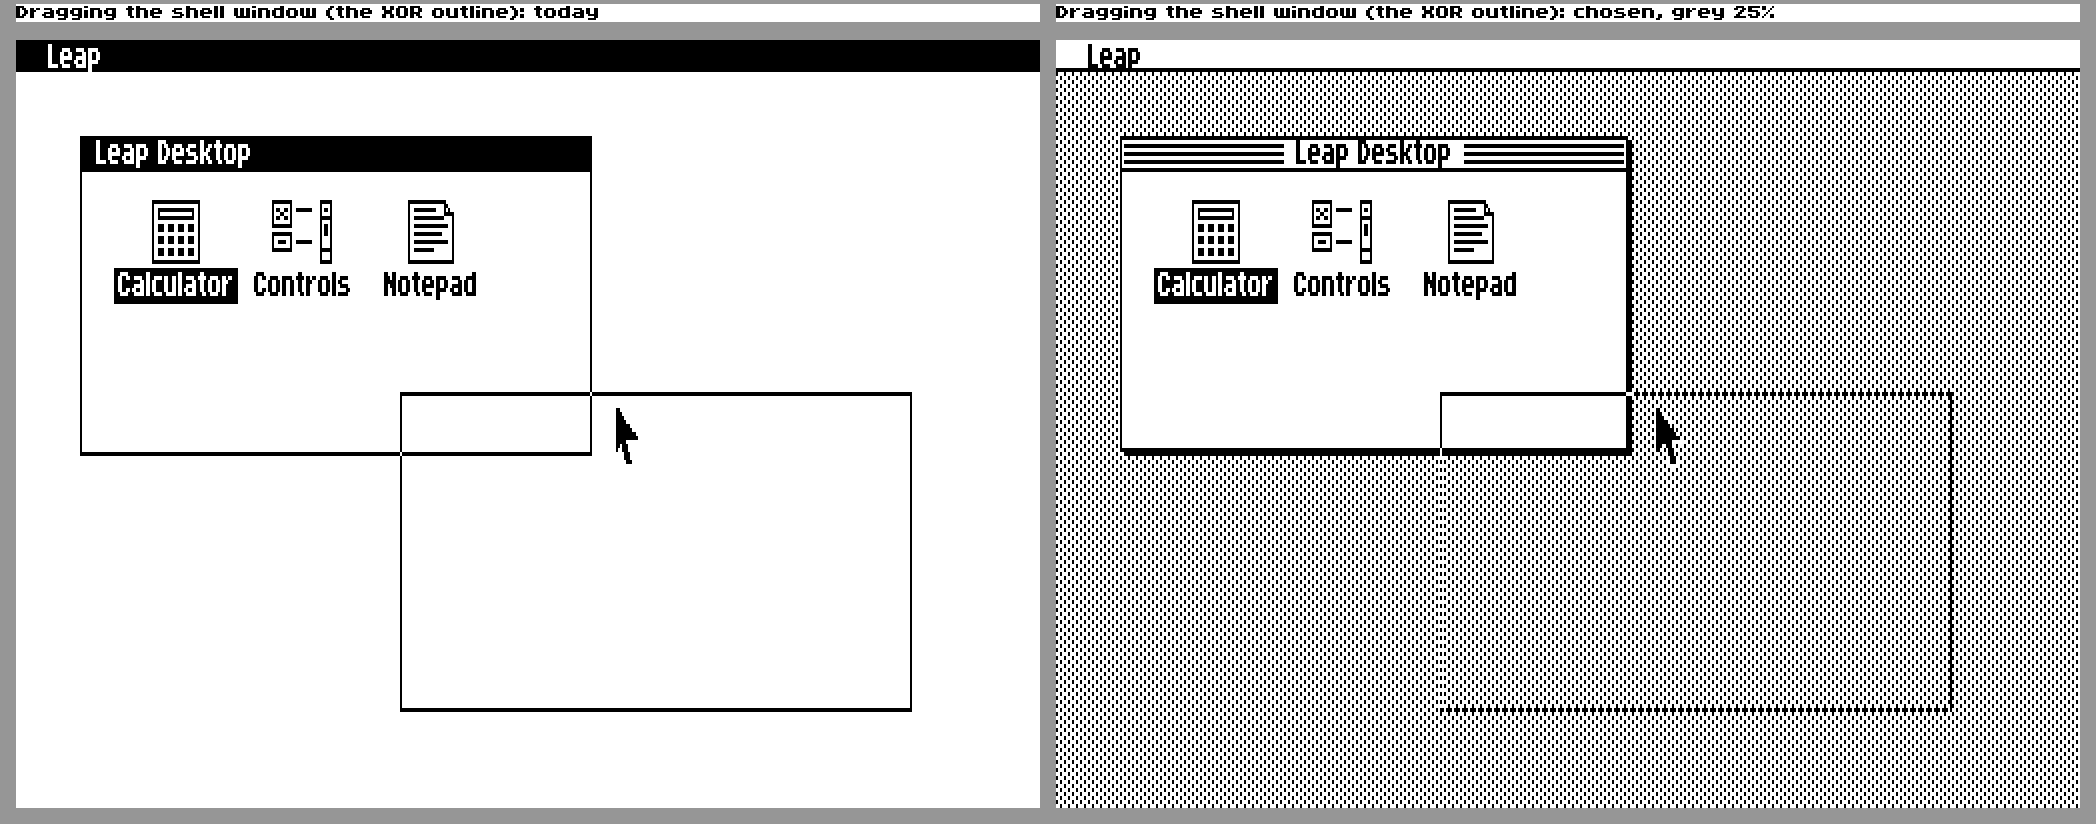 Dragging the shell window (the XOR outline): today
Leap
Leap Desktop
Calculator Controls Notepad
Dragging the shell window (the XOR outline): chosen, grey 25%
Leap
Leap Desktop
Calculator Controls Notepad